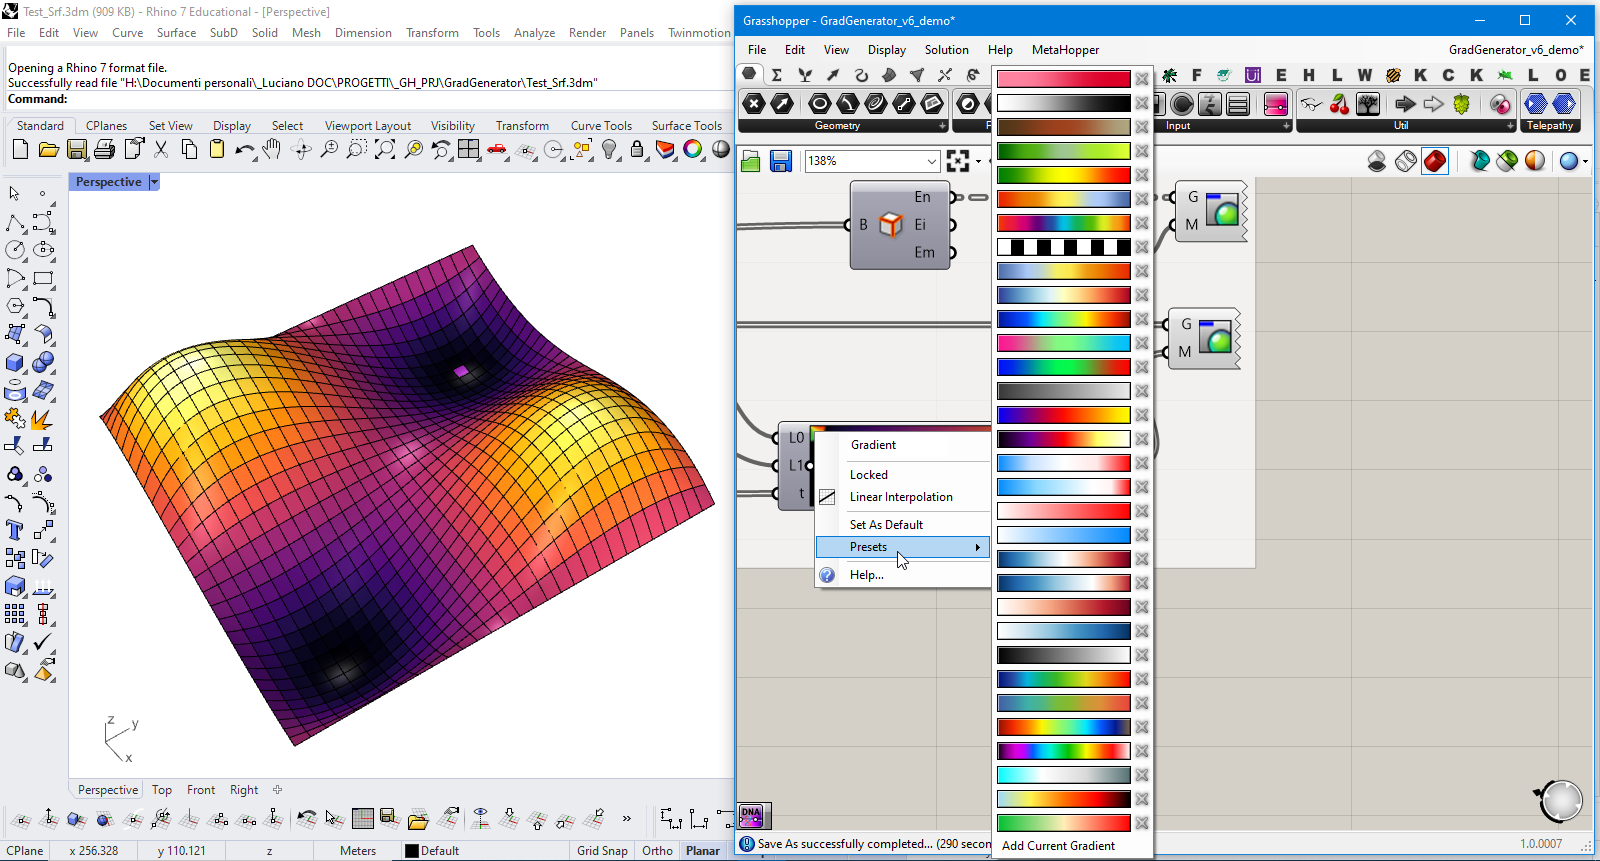 Test_Srf.3dm (909 KB) - Rhino 7 Educational - [Perspective]
File Edit View Curve Surface SubD Solid Mesh Dimension Transform Tools Analyze Render Panels Twinmotion
Opening a Rhino 7 format file.
Successfully read file "H:\Documenti personali\_Luciano DOC\PROGETTI\_GH_PRJ\GradGenerator\Test_Srf.3dm"
Command:
Standard CPlanes Set View Display Select Viewport Layout Visibility Transform Curve Tools Surface Tools
Perspective
z
y
x
Perspective Top Front Right
»
CPlane x 256.328 y 110.121 z Meters Default Grid Snap Ortho Planar
Grasshopper - GradGenerator_v6_demo*
File Edit View Display Solution Help MetaHopper GradGenerator_v6_demo*
F E H L W K C K L O E
Geometry Input Util Telepathy
138%
B En
Ei
Em
G
M
G
M
L0
L1
t
Gradient
Locked
Linear Interpolation
Set As Default
Presets
Help...
Add Current Gradient
DNA
Save As successfully completed... (290 secon
1.0.0007